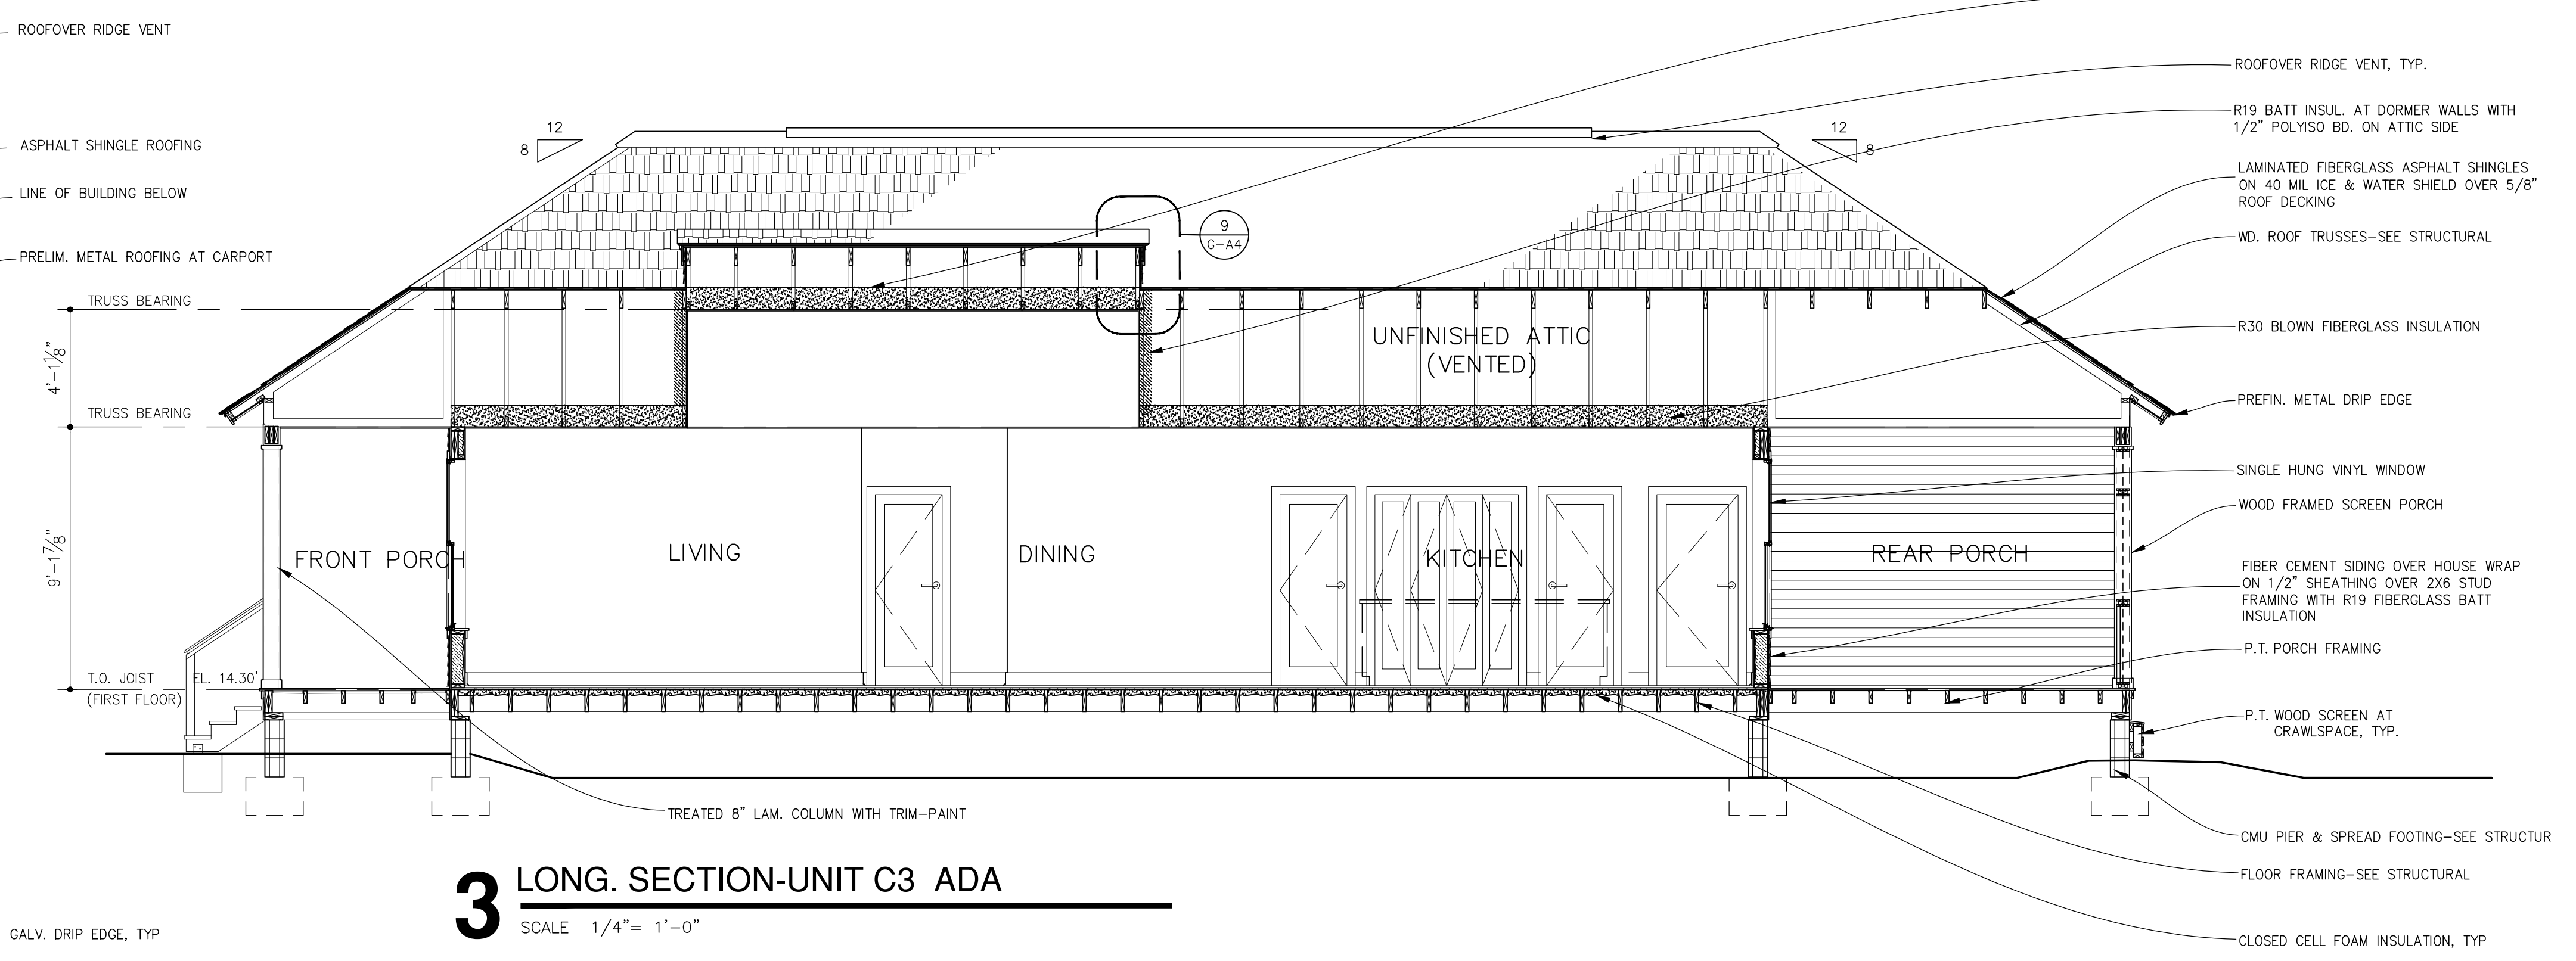 ROOFOVER RIDGE VENT
ASPHALT SHINGLE ROOFING
LINE OF BUILDING BELOW
PRELIM. METAL ROOFING AT CARPORT
12
8
12
8
9
G-A4
TRUSS BEARING
4'-1 1/8"
TRUSS BEARING
9'-1 7/8"
T.O. JOIST EL. 14.30'
(FIRST FLOOR)
UNFINISHED ATTIC
(VENTED)
FRONT PORCH
LIVING
DINING
KITCHEN
REAR PORCH
ROOFOVER RIDGE VENT, TYP.
R19 BATT INSUL. AT DORMER WALLS WITH
1/2" POLYISO BD. ON ATTIC SIDE
LAMINATED FIBERGLASS ASPHALT SHINGLES
ON 40 MIL ICE & WATER SHIELD OVER 5/8"
ROOF DECKING
WD. ROOF TRUSSES-SEE STRUCTURAL
R30 BLOWN FIBERGLASS INSULATION
PREFIN. METAL DRIP EDGE
SINGLE HUNG VINYL WINDOW
WOOD FRAMED SCREEN PORCH
FIBER CEMENT SIDING OVER HOUSE WRAP
ON 1/2" SHEATHING OVER 2X6 STUD
FRAMING WITH R19 FIBERGLASS BATT
INSULATION
P.T. PORCH FRAMING
P.T. WOOD SCREEN AT
CRAWLSPACE, TYP.
CMU PIER & SPREAD FOOTING-SEE STRUCTUR
FLOOR FRAMING-SEE STRUCTURAL
CLOSED CELL FOAM INSULATION, TYP
TREATED 8" LAM. COLUMN WITH TRIM-PAINT
3 LONG. SECTION-UNIT C3 ADA
SCALE 1/4"= 1'-0"
GALV. DRIP EDGE, TYP